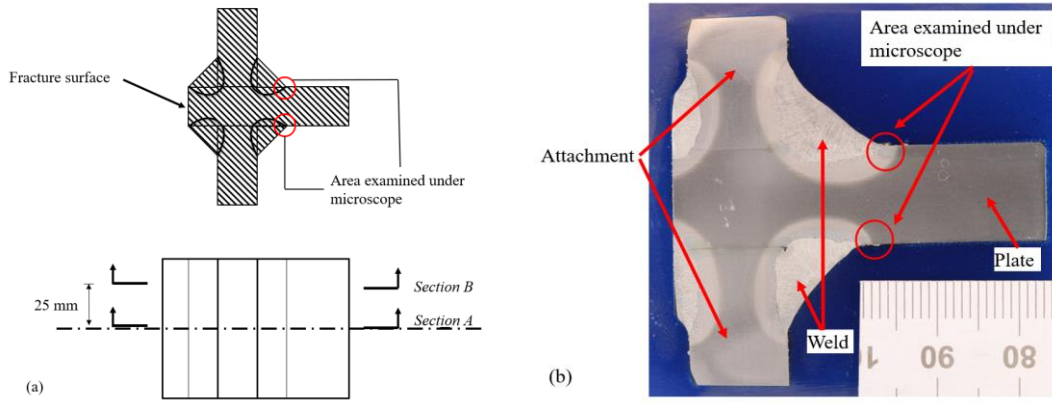 Fracture surface
Area examined under
microscope
25 mm
Section B
Section A
(a)
Area examined under
microscope
Attachment
Plate
Weld
90
80
(b)